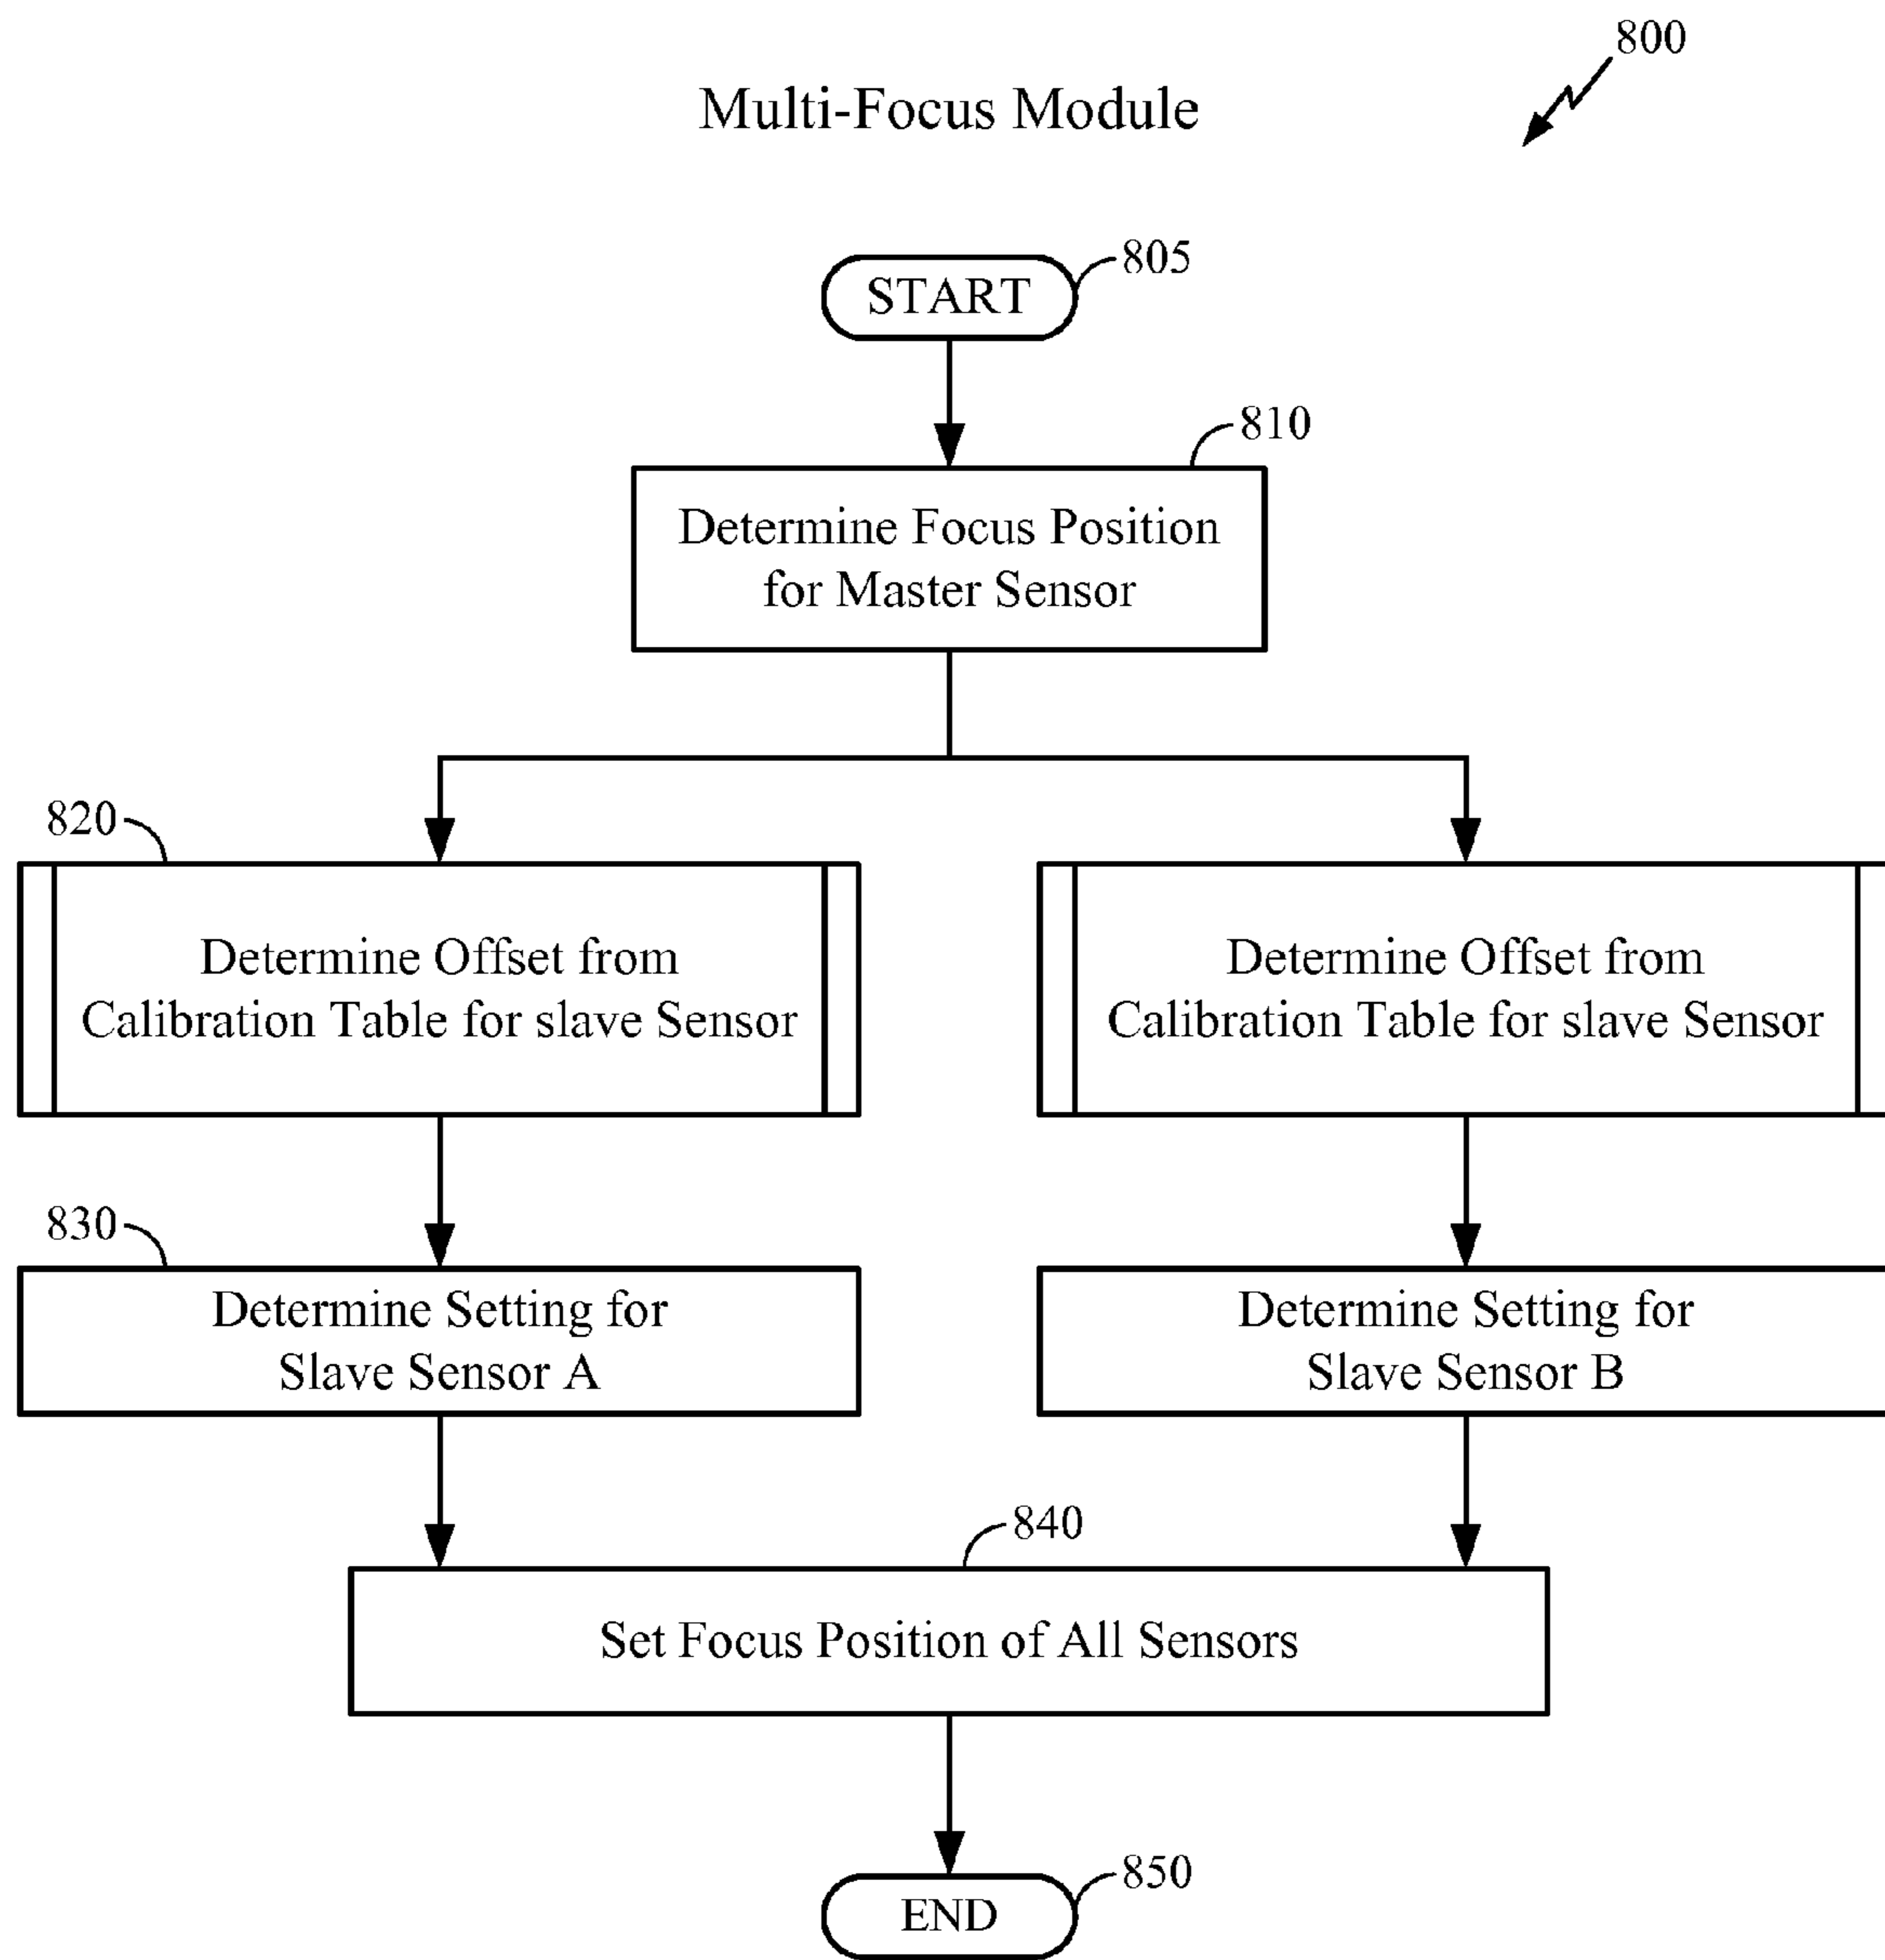 800
Multi-Focus Module
805
START
810
Determine Focus Position
for Master Sensor
820
Determine Offset from
Calibration Table for slave Sensor
Determine Offset from
Calibration Table for slave Sensor
830
Determine Setting for
Slave Sensor A
Determine Setting for
Slave Sensor B
840
Set Focus Position of All Sensors
850
END